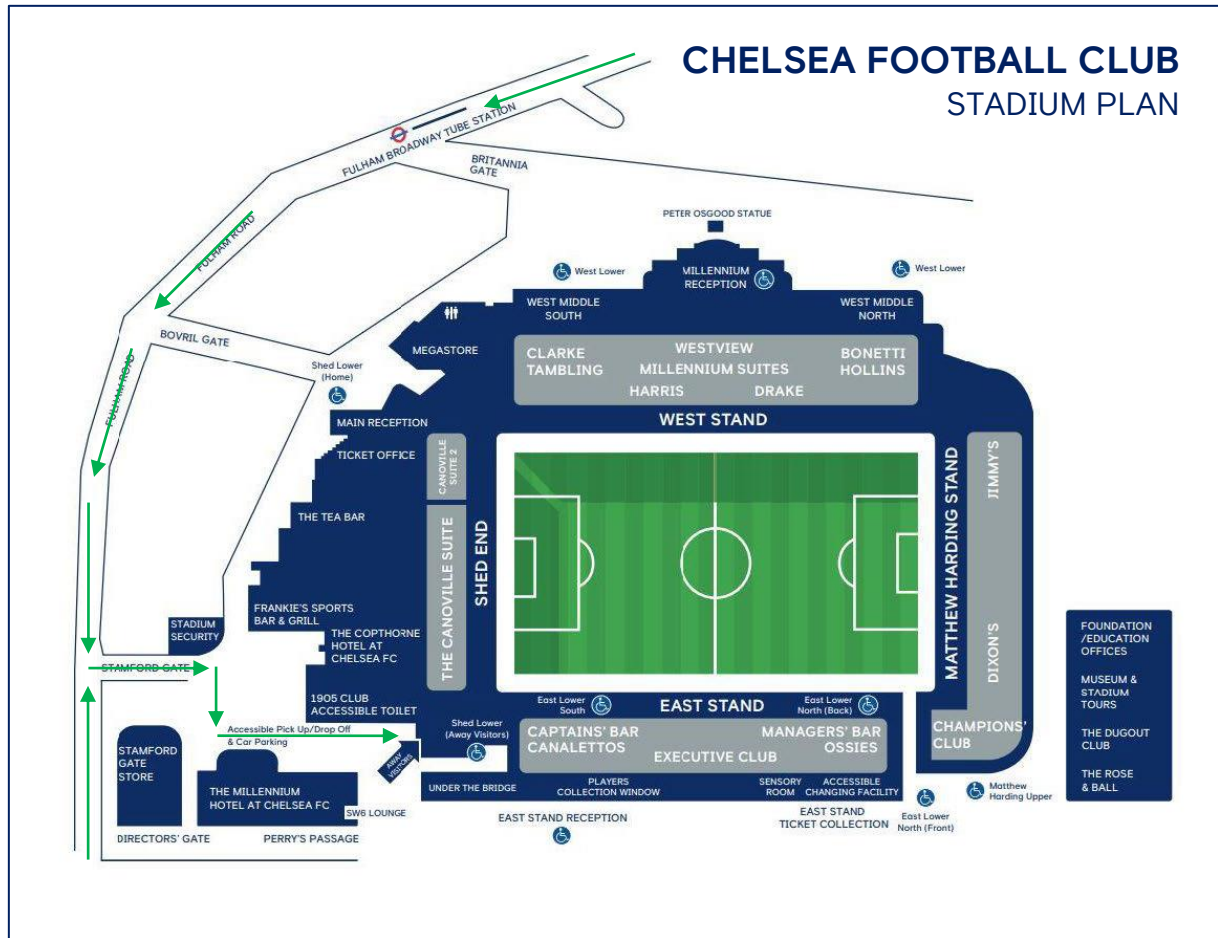 CHELSEA FOOTBALL CLUB
STADIUM PLAN
FULHAM BROADWAY TUBE STATION
BRITANNIA
GATE
PETER OSGOOD STATUE
FULHAM ROAD
West Lower
MILLENNIUM
RECEPTION
West Lower
WEST MIDDLE
SOUTH
WEST MIDDLE
NORTH
BOVRIL GATE
MEGASTORE
CLARKE
TAMBLING
WESTVIEW
MILLENNIUM SUITES
HARRIS
DRAKE
BONETTI
HOLLINS
Shed Lower
(Home)
FULHAM ROAD
MAIN RECEPTION
WEST STAND
TICKET OFFICE
CANOVILLE
SUITE 2
THE TEA BAR
THE CANOVILLE SUITE
SHED END
MATTHEW HARDING STAND
JIMMY'S
DIXON'S
FRANKIE'S SPORTS
BAR & GRILL
STADIUM
SECURITY
THE COPTHORNE
HOTEL AT
CHELSEA FC
STAMFORD GATE
1905 CLUB
ACCESSIBLE TOILET
East Lower
South
EAST STAND
East Lower
North (Back)
Accessible Pick Up/Drop Off
& Car Parking
Shed Lower
(Away Visitors)
CAPTAINS' BAR
CANALETTOS
MANAGERS' BAR
OSSIES
EXECUTIVE CLUB
CHAMPIONS'
CLUB
AWAY
VISITORS
STAMFORD
GATE
STORE
THE MILLENNIUM
HOTEL AT CHELSEA FC
UNDER THE BRIDGE
PLAYERS
COLLECTION WINDOW
SENSORY
ROOM
ACCESSIBLE
CHANGING FACILITY
Matthew
Harding Upper
SW6 LOUNGE
EAST STAND RECEPTION
EAST STAND
TICKET COLLECTION
East Lower
North (Front)
DIRECTORS' GATE
PERRY'S PASSAGE
FOUNDATION
/EDUCATION
OFFICES
MUSEUM &
STADIUM
TOURS
THE DUGOUT
CLUB
THE ROSE
& BALL